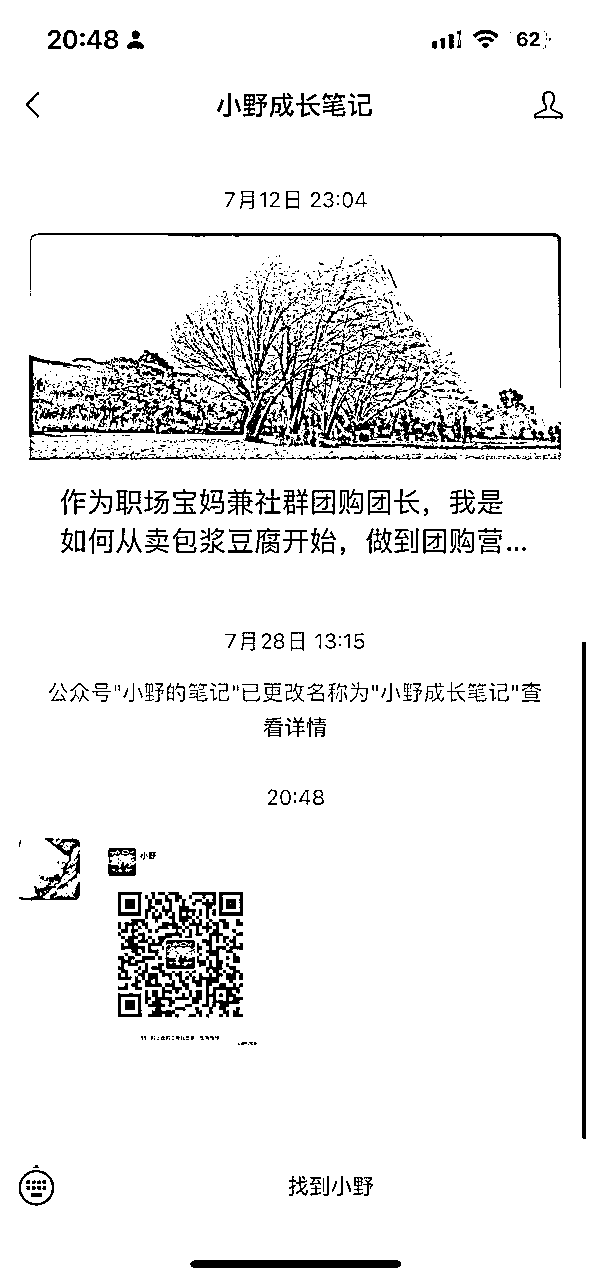 20:48
62
小野成长笔记
7月12日 23:04
作为职场宝妈兼社群团购团长，我是
如何从卖包浆豆腐开始，做到团购营...
7月28日 13:15
公众号"小野的笔记"已更改名称为"小野成长笔记"查
看详情
20:48
小野
找到小野